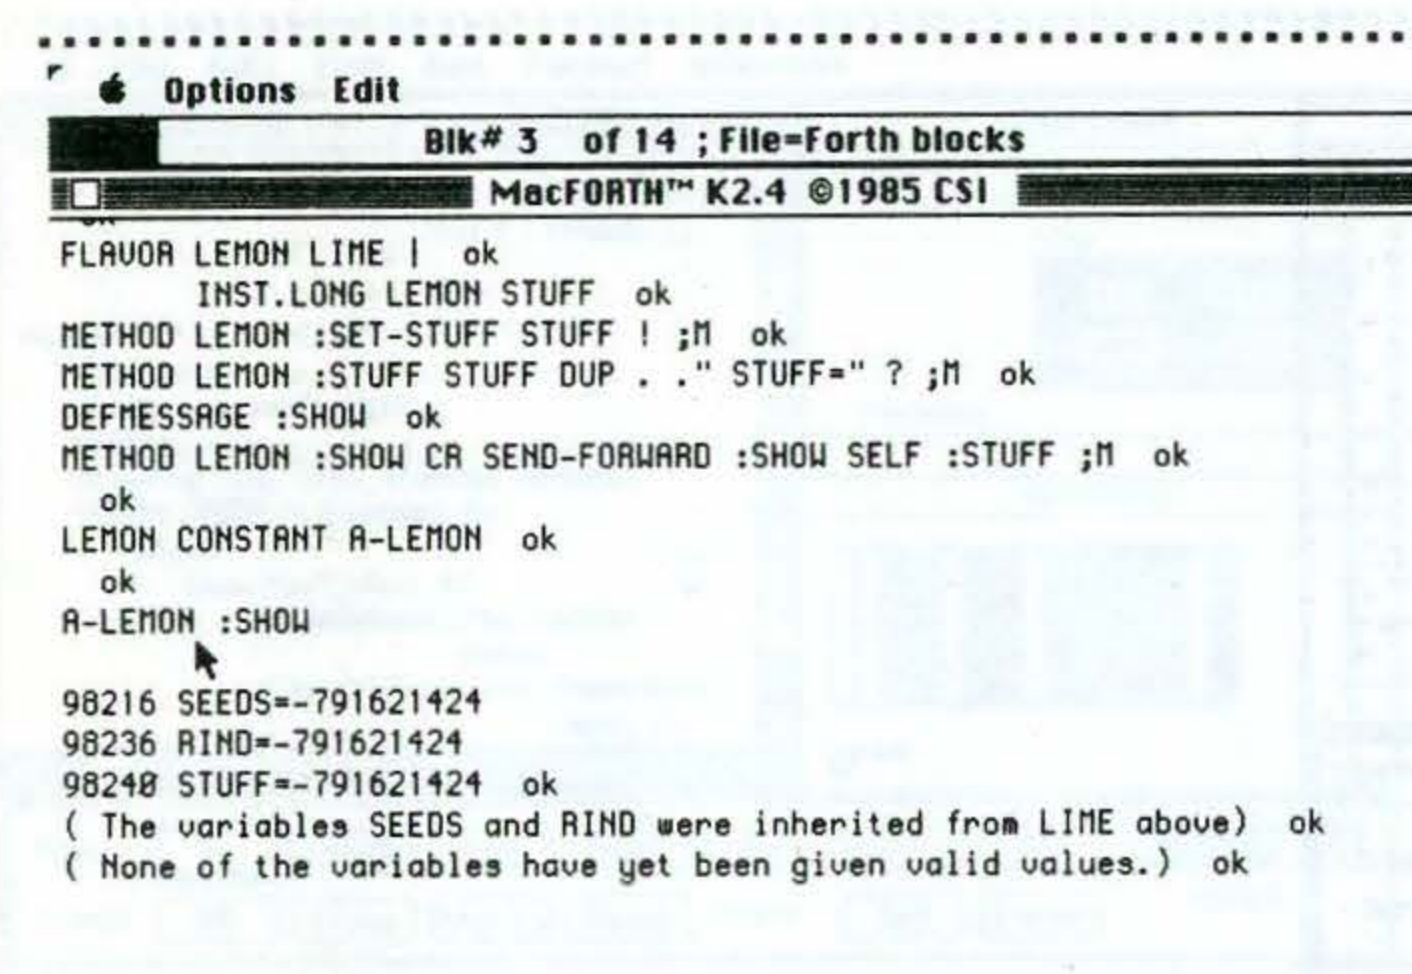 Options Edit
Blk# 3 of 14 ; File=Forth blocks
MacFORTH™ K2.4 ©1985 CSI
FLAVOR LEMON LIME | ok
INST.LONG LEMON STUFF ok
METHOD LEMON :SET-STUFF STUFF ! ;M ok
METHOD LEMON :STUFF STUFF DUP . ." STUFF=" ? ;M ok
DEFMESSAGE :SHOW ok
METHOD LEMON :SHOW CR SEND-FORWARD :SHOW SELF :STUFF ;M ok
ok
LEMON CONSTANT A-LEMON ok
ok
A-LEMON :SHOW
98216 SEEDS=-791621424
98236 RIND=-791621424
98240 STUFF=-791621424 ok
( The variables SEEDS and RIND were inherited from LIME above) ok
( None of the variables have yet been given valid values.) ok